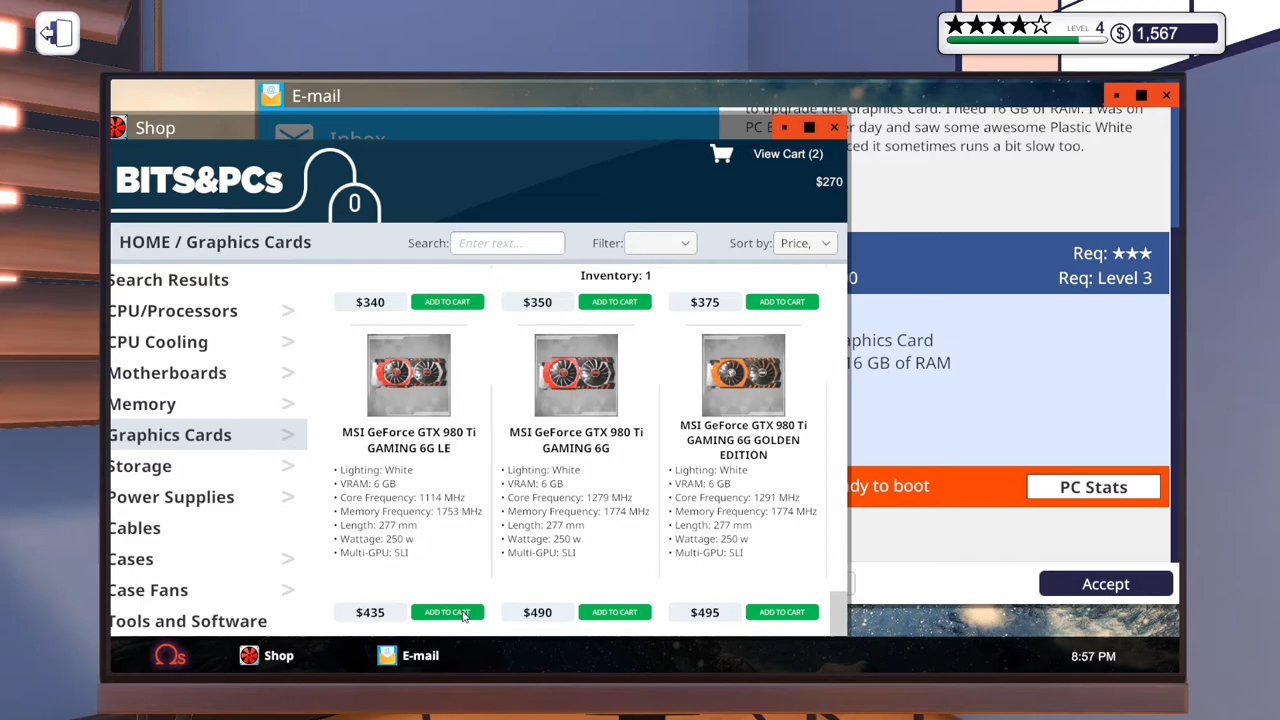 LEVEL 4
$ 1,567
E-mail
to upgrade the Graphics Card. I need 16 GB of RAM. I was on
Shop
Inbox
PC
day and saw some awesome Plastic White
ced it sometimes runs a bit slow too.
BITS&PCs
0
View Cart (2)
$270
HOME / Graphics Cards
Search:
Enter text...
Filter:
Sort by:
Price,
0
Req: ★★★
Req: Level 3
Search Results
CPU/Processors >
CPU Cooling >
Motherboards >
Memory >
Graphics Cards >
Storage >
Power Supplies >
Cables
Cases >
Case Fans >
Tools and Software
Inventory: 1
$340
ADD TO CART
$350
ADD TO CART
$375
ADD TO CART
MSI GeForce GTX 980 Ti
GAMING 6G LE
• Lighting: White
• VRAM: 6 GB
• Core Frequency: 1114 MHz
• Memory Frequency: 1753 MHz
• Length: 277 mm
• Wattage: 250 w
• Multi-GPU: SLI
$435
ADD TO CART
MSI GeForce GTX 980 Ti
GAMING 6G
• Lighting: White
• VRAM: 6 GB
• Core Frequency: 1279 MHz
• Memory Frequency: 1774 MHz
• Length: 277 mm
• Wattage: 250 w
• Multi-GPU: SLI
$490
ADD TO CART
MSI GeForce GTX 980 Ti
GAMING 6G GOLDEN
EDITION
• Lighting: White
• VRAM: 6 GB
• Core Frequency: 1291 MHz
• Memory Frequency: 1774 MHz
• Length: 277 mm
• Wattage: 250 w
• Multi-GPU: SLI
$495
ADD TO CART
aphics Card
16 GB of RAM
dy to boot
PC Stats
Accept
Ωs
Shop
E-mail
8:57 PM